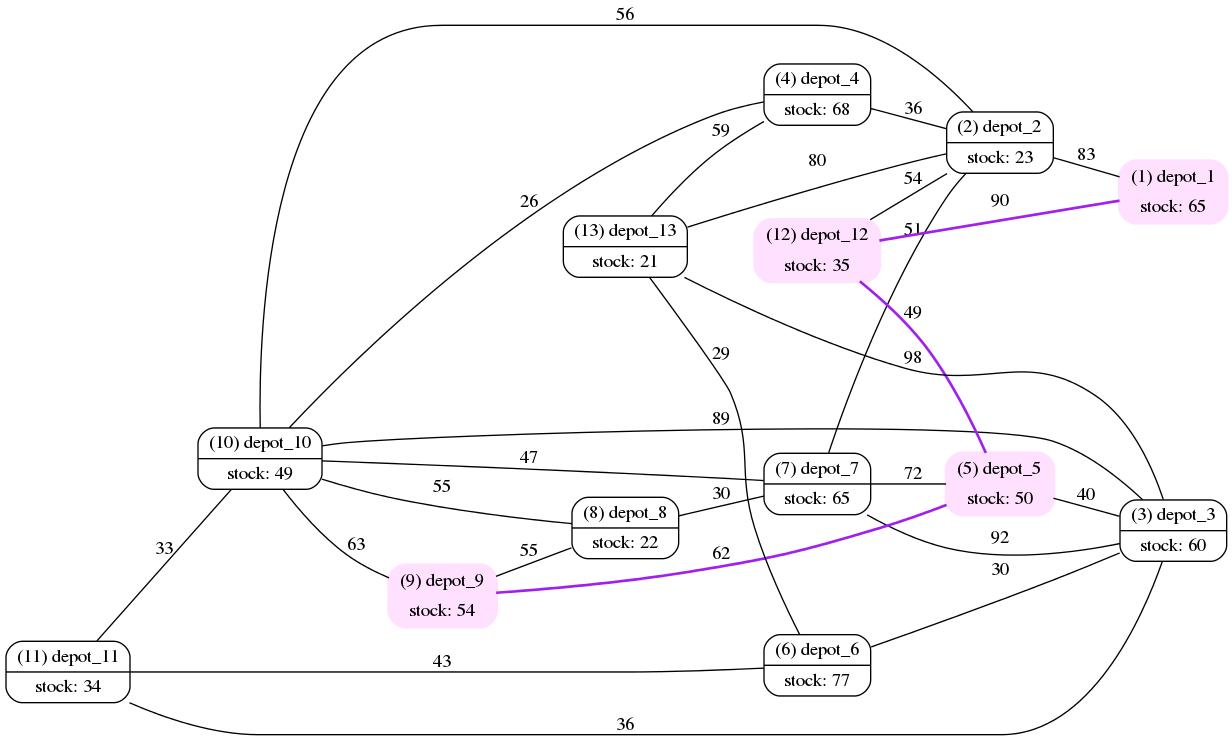 56
(4) depot_4
stock: 68
36
(2) depot_2
stock: 23
59
80
83
(1) depot_1
stock: 65
54
90
26
(13) depot_13
stock: 21
(12) depot_12
stock: 35
51
49
29
98
89
(10) depot_10
stock: 49
47
55
(7) depot_7
stock: 65
72
(5) depot_5
stock: 50
30
40
(8) depot_8
stock: 22
(3) depot_3
stock: 60
33
63
55
62
92
30
(9) depot_9
stock: 54
(11) depot_11
stock: 34
43
(6) depot_6
stock: 77
36